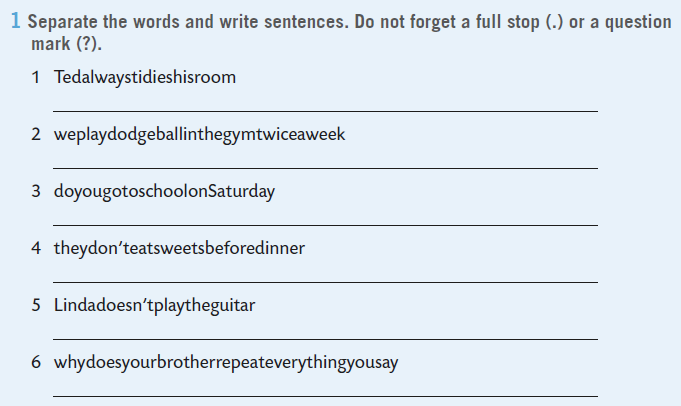 1 Separate the words and write sentences. Do not forget a full stop (.) or a question
mark (?).
1 Tedalwaystidieshisroom
2 weplaydodgeballinthegymtwiceaweek
3 doyougotoschoolonSaturday
4 theydon'teatsweetsbeforedinner
5 Lindadoesn'tplaytheguitar
6 whydoesyourbrotherrepeateverythingyousay